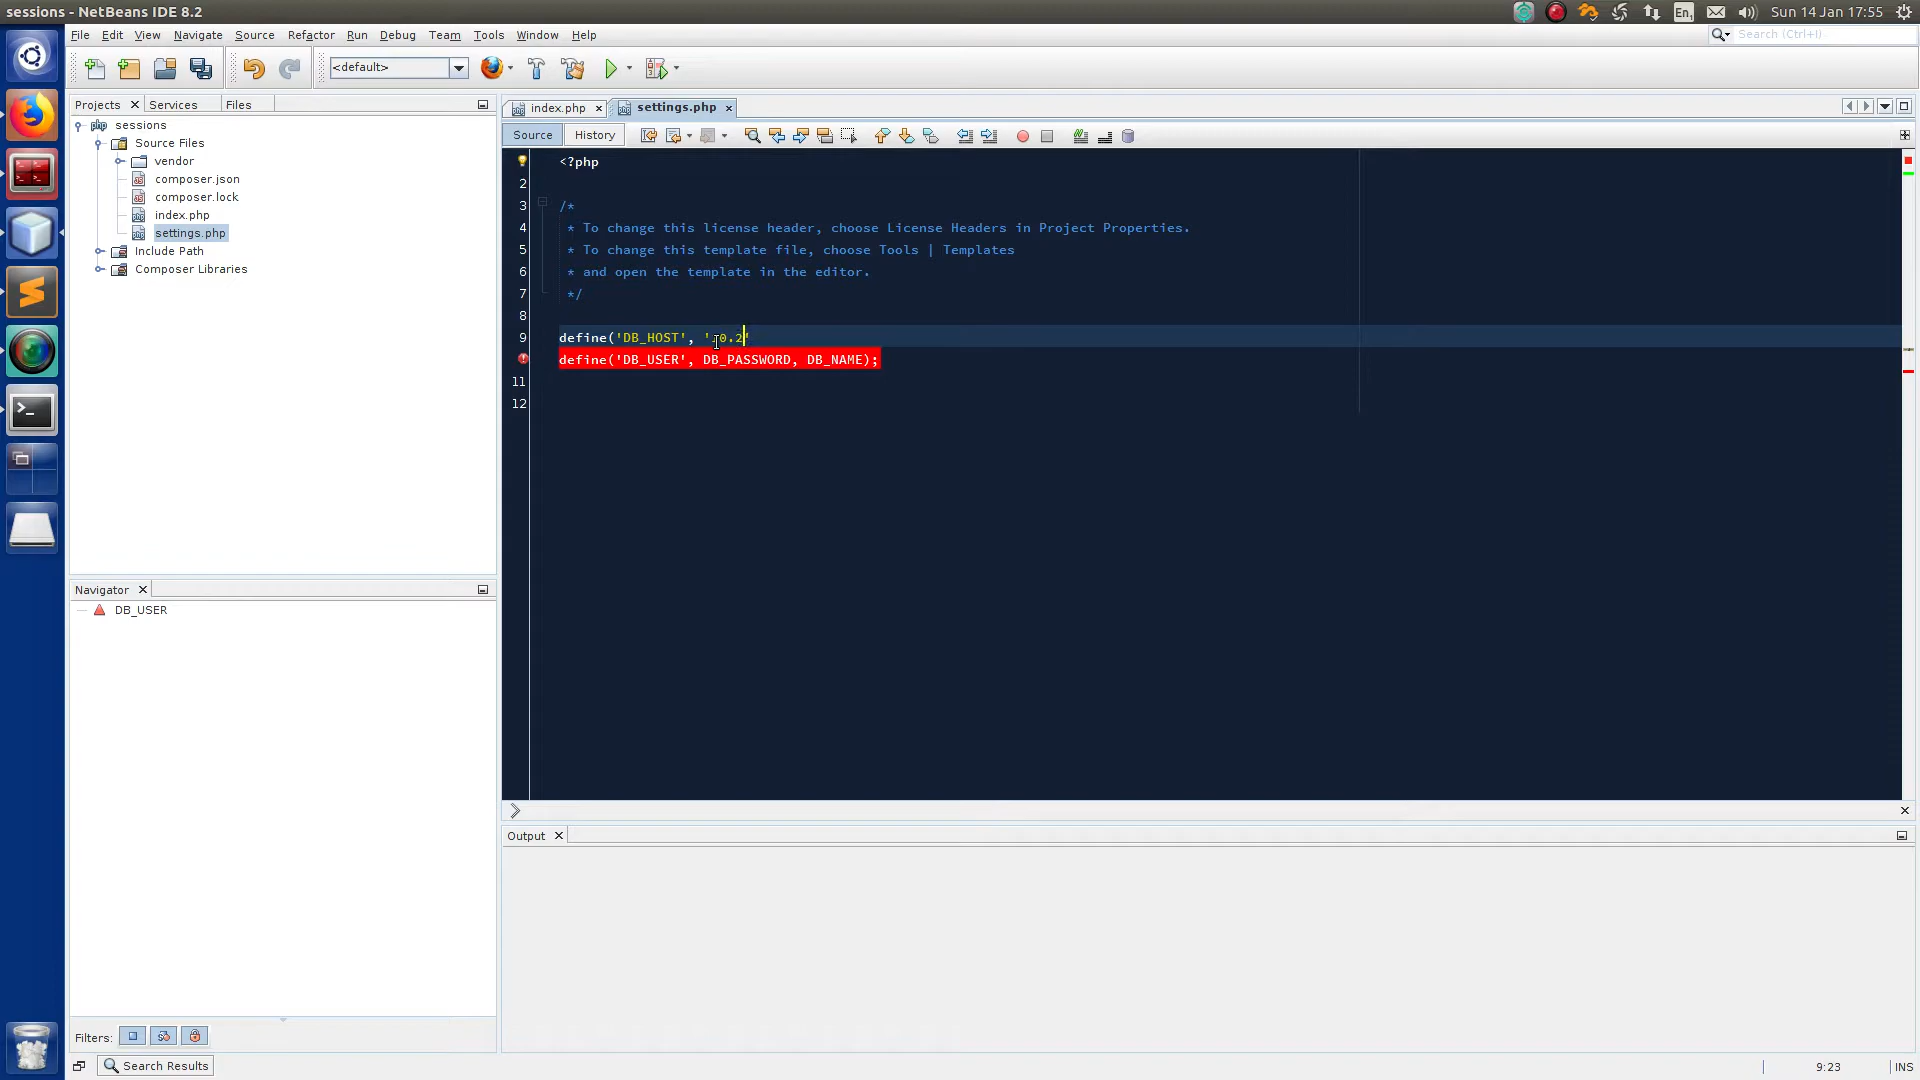 sessions - NetBeans IDE 8.2
En1
Sun 14 Jan 17:55
File Edit View Navigate Source Refactor Run Debug Team Tools Window Help
Search (Ctrl+I)
<default>
Projects Services Files
index.php settings.php
Source History
sessions
Source Files
vendor
composer.json
composer.lock
index.php
settings.php
Include Path
Composer Libraries
<?php
2
3 /*
4 * To change this license header, choose License Headers in Project Properties.
5 * To change this template file, choose Tools | Templates
6 * and open the template in the editor.
7 */
8
9 define('DB_HOST', '10.2'
define('DB_USER', DB_PASSWORD, DB_NAME);
11
12
Navigator
DB_USER
Output
Filters:
Search Results
9:23 INS